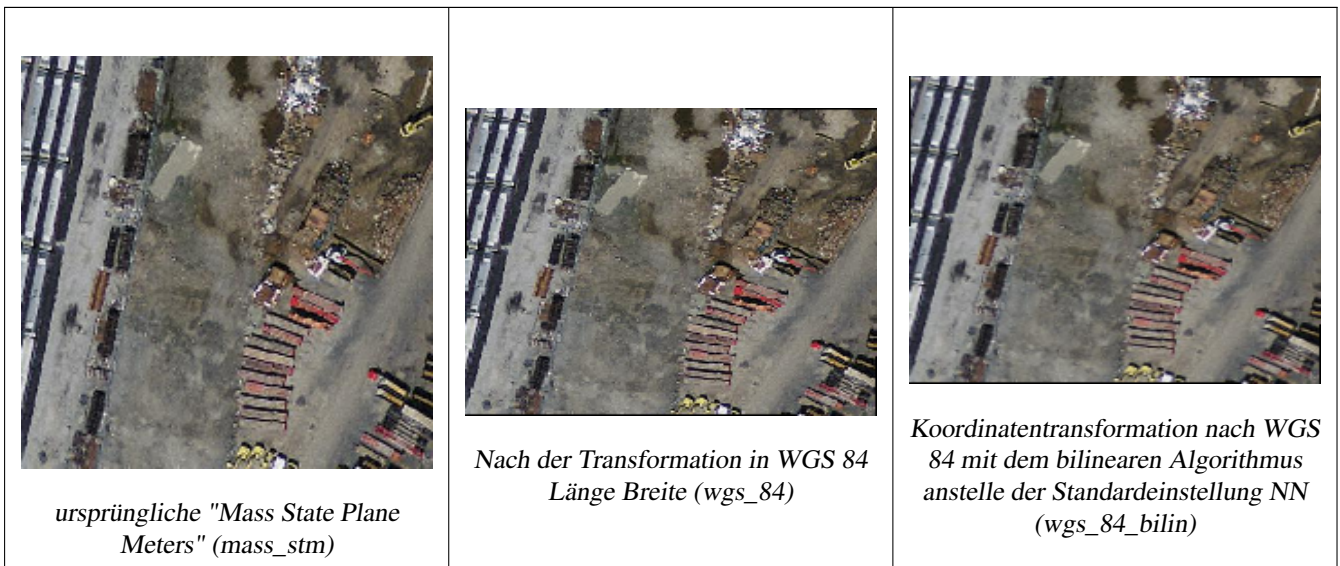 ursprüngliche "Mass State Plane
Meters" (mass_stm)
Nach der Transformation in WGS 84
Länge Breite (wgs_84)
Koordinatentransformation nach WGS
84 mit dem bilinearen Algorithmus
anstelle der Standardeinstellung NN
(wgs_84_bilin)